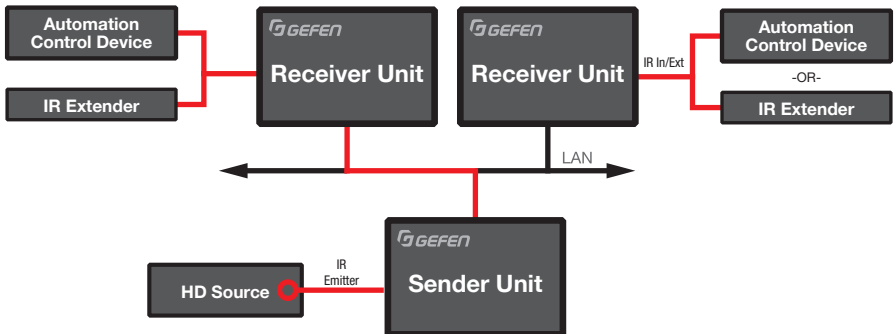 Automation
Control Device
IR Extender
GEFEN
Receiver Unit
GEFEN
Receiver Unit
IR In/Ext
Automation
Control Device
-OR-
IR Extender
LAN
GEFEN
Sender Unit
IR
Emitter
HD Source